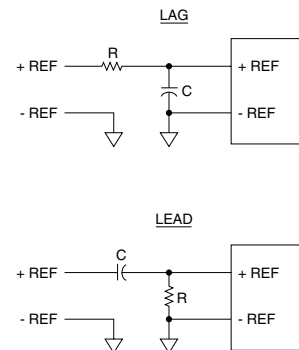 LAG
R
+ REF
+ REF
C
- REF
- REF
LEAD
C
+ REF
+ REF
R
- REF
- REF